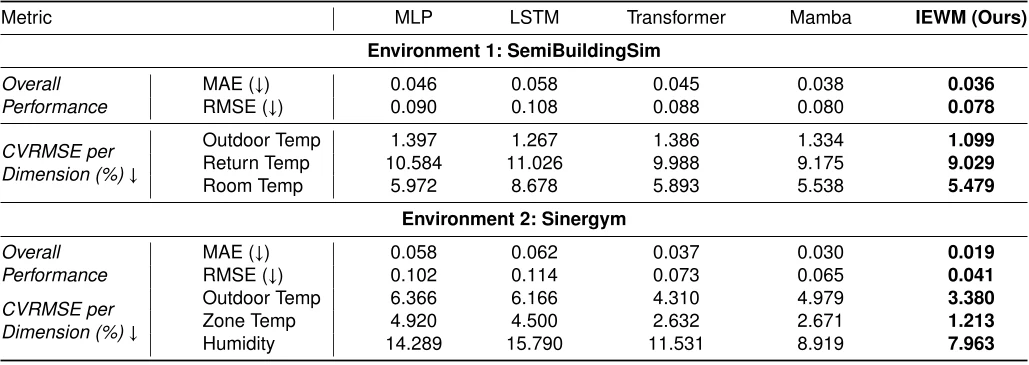 Metric MLP LSTM Transformer Mamba IEWM (Ours)
Environment 1: SemiBuildingSim
Overall MAE (↓) 0.046 0.058 0.045 0.038 0.036
Performance RMSE (↓) 0.090 0.108 0.088 0.080 0.078
Outdoor Temp 1.397 1.267 1.386 1.334 1.099
CVRMSE per
Return Temp 10.584 11.026 9.988 9.175 9.029
Dimension (%) ↓
Room Temp 5.972 8.678 5.893 5.538 5.479
Environment 2: Sinergym
Overall MAE (↓) 0.058 0.062 0.037 0.030 0.019
Performance RMSE (↓) 0.102 0.114 0.073 0.065 0.041
Outdoor Temp 6.366 6.166 4.310 4.979 3.380
CVRMSE per
Zone Temp 4.920 4.500 2.632 2.671 1.213
Dimension (%) ↓
Humidity 14.289 15.790 11.531 8.919 7.963